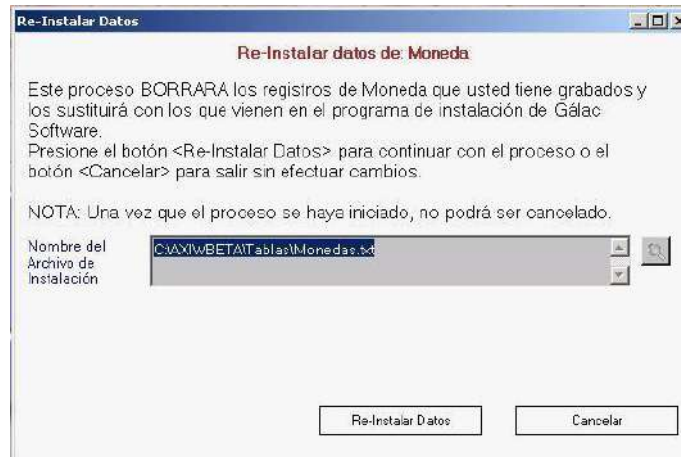 Re-Instalar Datos
Re-Instalar datos de: Moneda
Este proceso BORRARA los registros de Moneda que usted tiene grabados y
los sustituirá con los que vienen en el programa de instalación de Gálac
Software.
Presione el botón <Re-Instalar Datos> para continuar con el proceso o el
botón <Cancelar> para salir sin efectuar cambios.
NOTA: Una vez que el proceso se haya iniciado, no podrá ser cancelado.
Nombre del
Archivo de
Instalación
C:\AXIWBETA\Tablas\Monedas.txt
Re-Instalar Datos
Cancelar